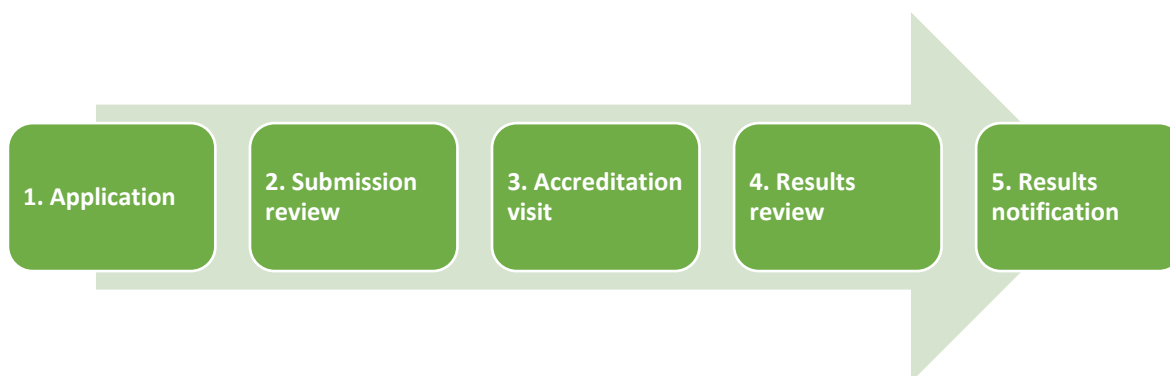 1. Application
2. Submission
review
3. Accreditation
visit
4. Results
review
5. Results
notification